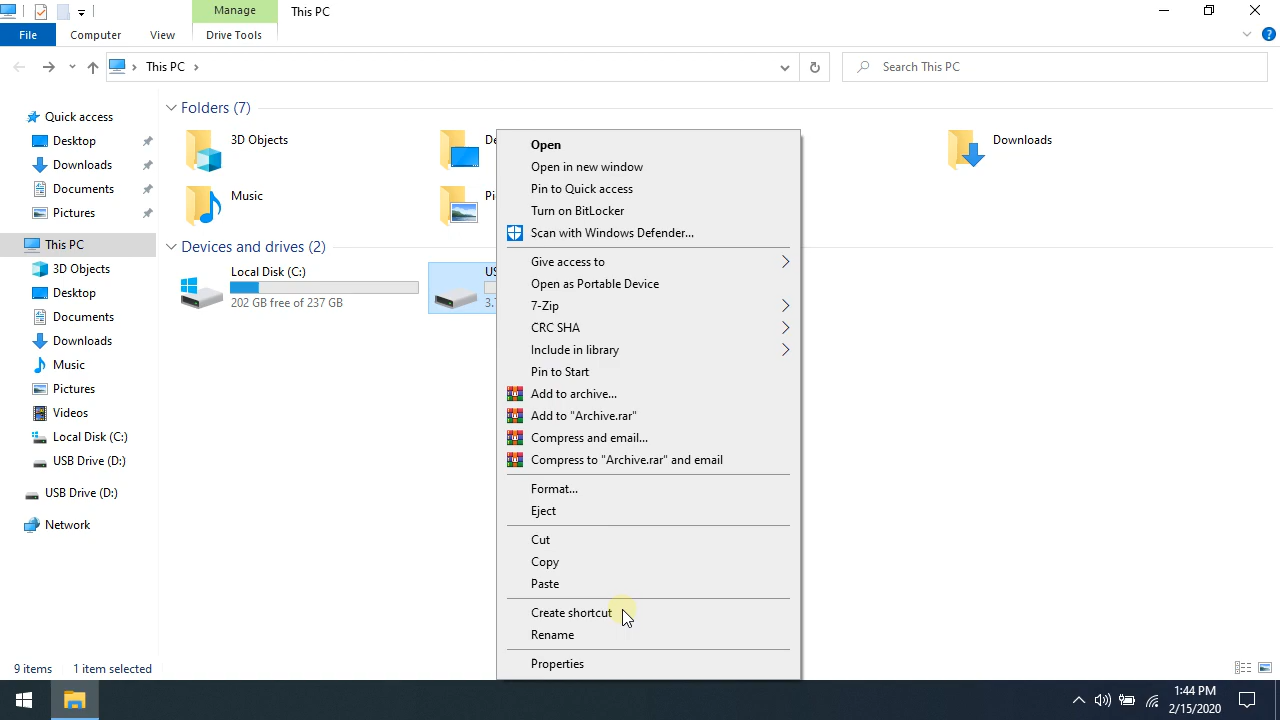 Manage
This PC
File
Computer
View
Drive Tools
This PC
Search This PC
Quick access
Desktop
Downloads
Documents
Pictures
This PC
3D Objects
Desktop
Documents
Downloads
Music
Pictures
Videos
Local Disk (C:)
USB Drive (D:)
USB Drive (D:)
Network
Folders (7)
3D Objects
De
Downloads
Music
Pi
Devices and drives (2)
Local Disk (C:)
202 GB free of 237 GB
US
3.7
Open
Open in new window
Pin to Quick access
Turn on BitLocker
Scan with Windows Defender...
Give access to
Open as Portable Device
7-Zip
CRC SHA
Include in library
Pin to Start
Add to archive...
Add to "Archive.rar"
Compress and email...
Compress to "Archive.rar" and email
Format...
Eject
Cut
Copy
Paste
Create shortcut
Rename
Properties
9 items
1 item selected
1:44 PM
2/15/2020